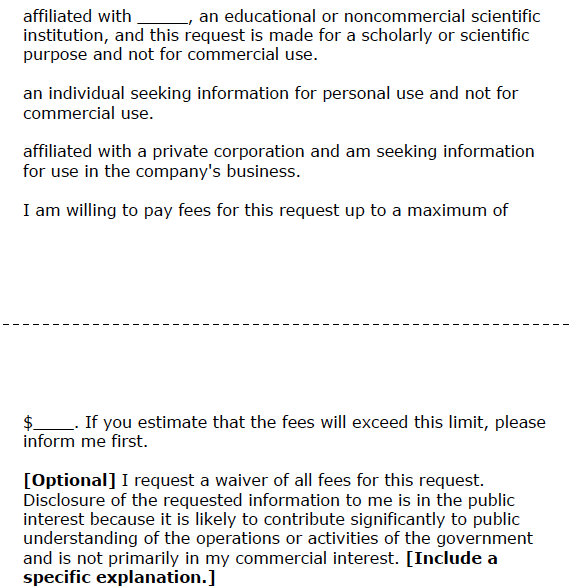 affiliated with _____, an educational or noncommercial scientific
institution, and this request is made for a scholarly or scientific
purpose and not for commercial use.
an individual seeking information for personal use and not for
commercial use.
affiliated with a private corporation and am seeking information
for use in the company's business.
I am willing to pay fees for this request up to a maximum of
$____. If you estimate that the fees will exceed this limit, please
inform me first.
[Optional] I request a waiver of all fees for this request.
Disclosure of the requested information to me is in the public
interest because it is likely to contribute significantly to public
understanding of the operations or activities of the government
and is not primarily in my commercial interest. [Include a
specific explanation.]